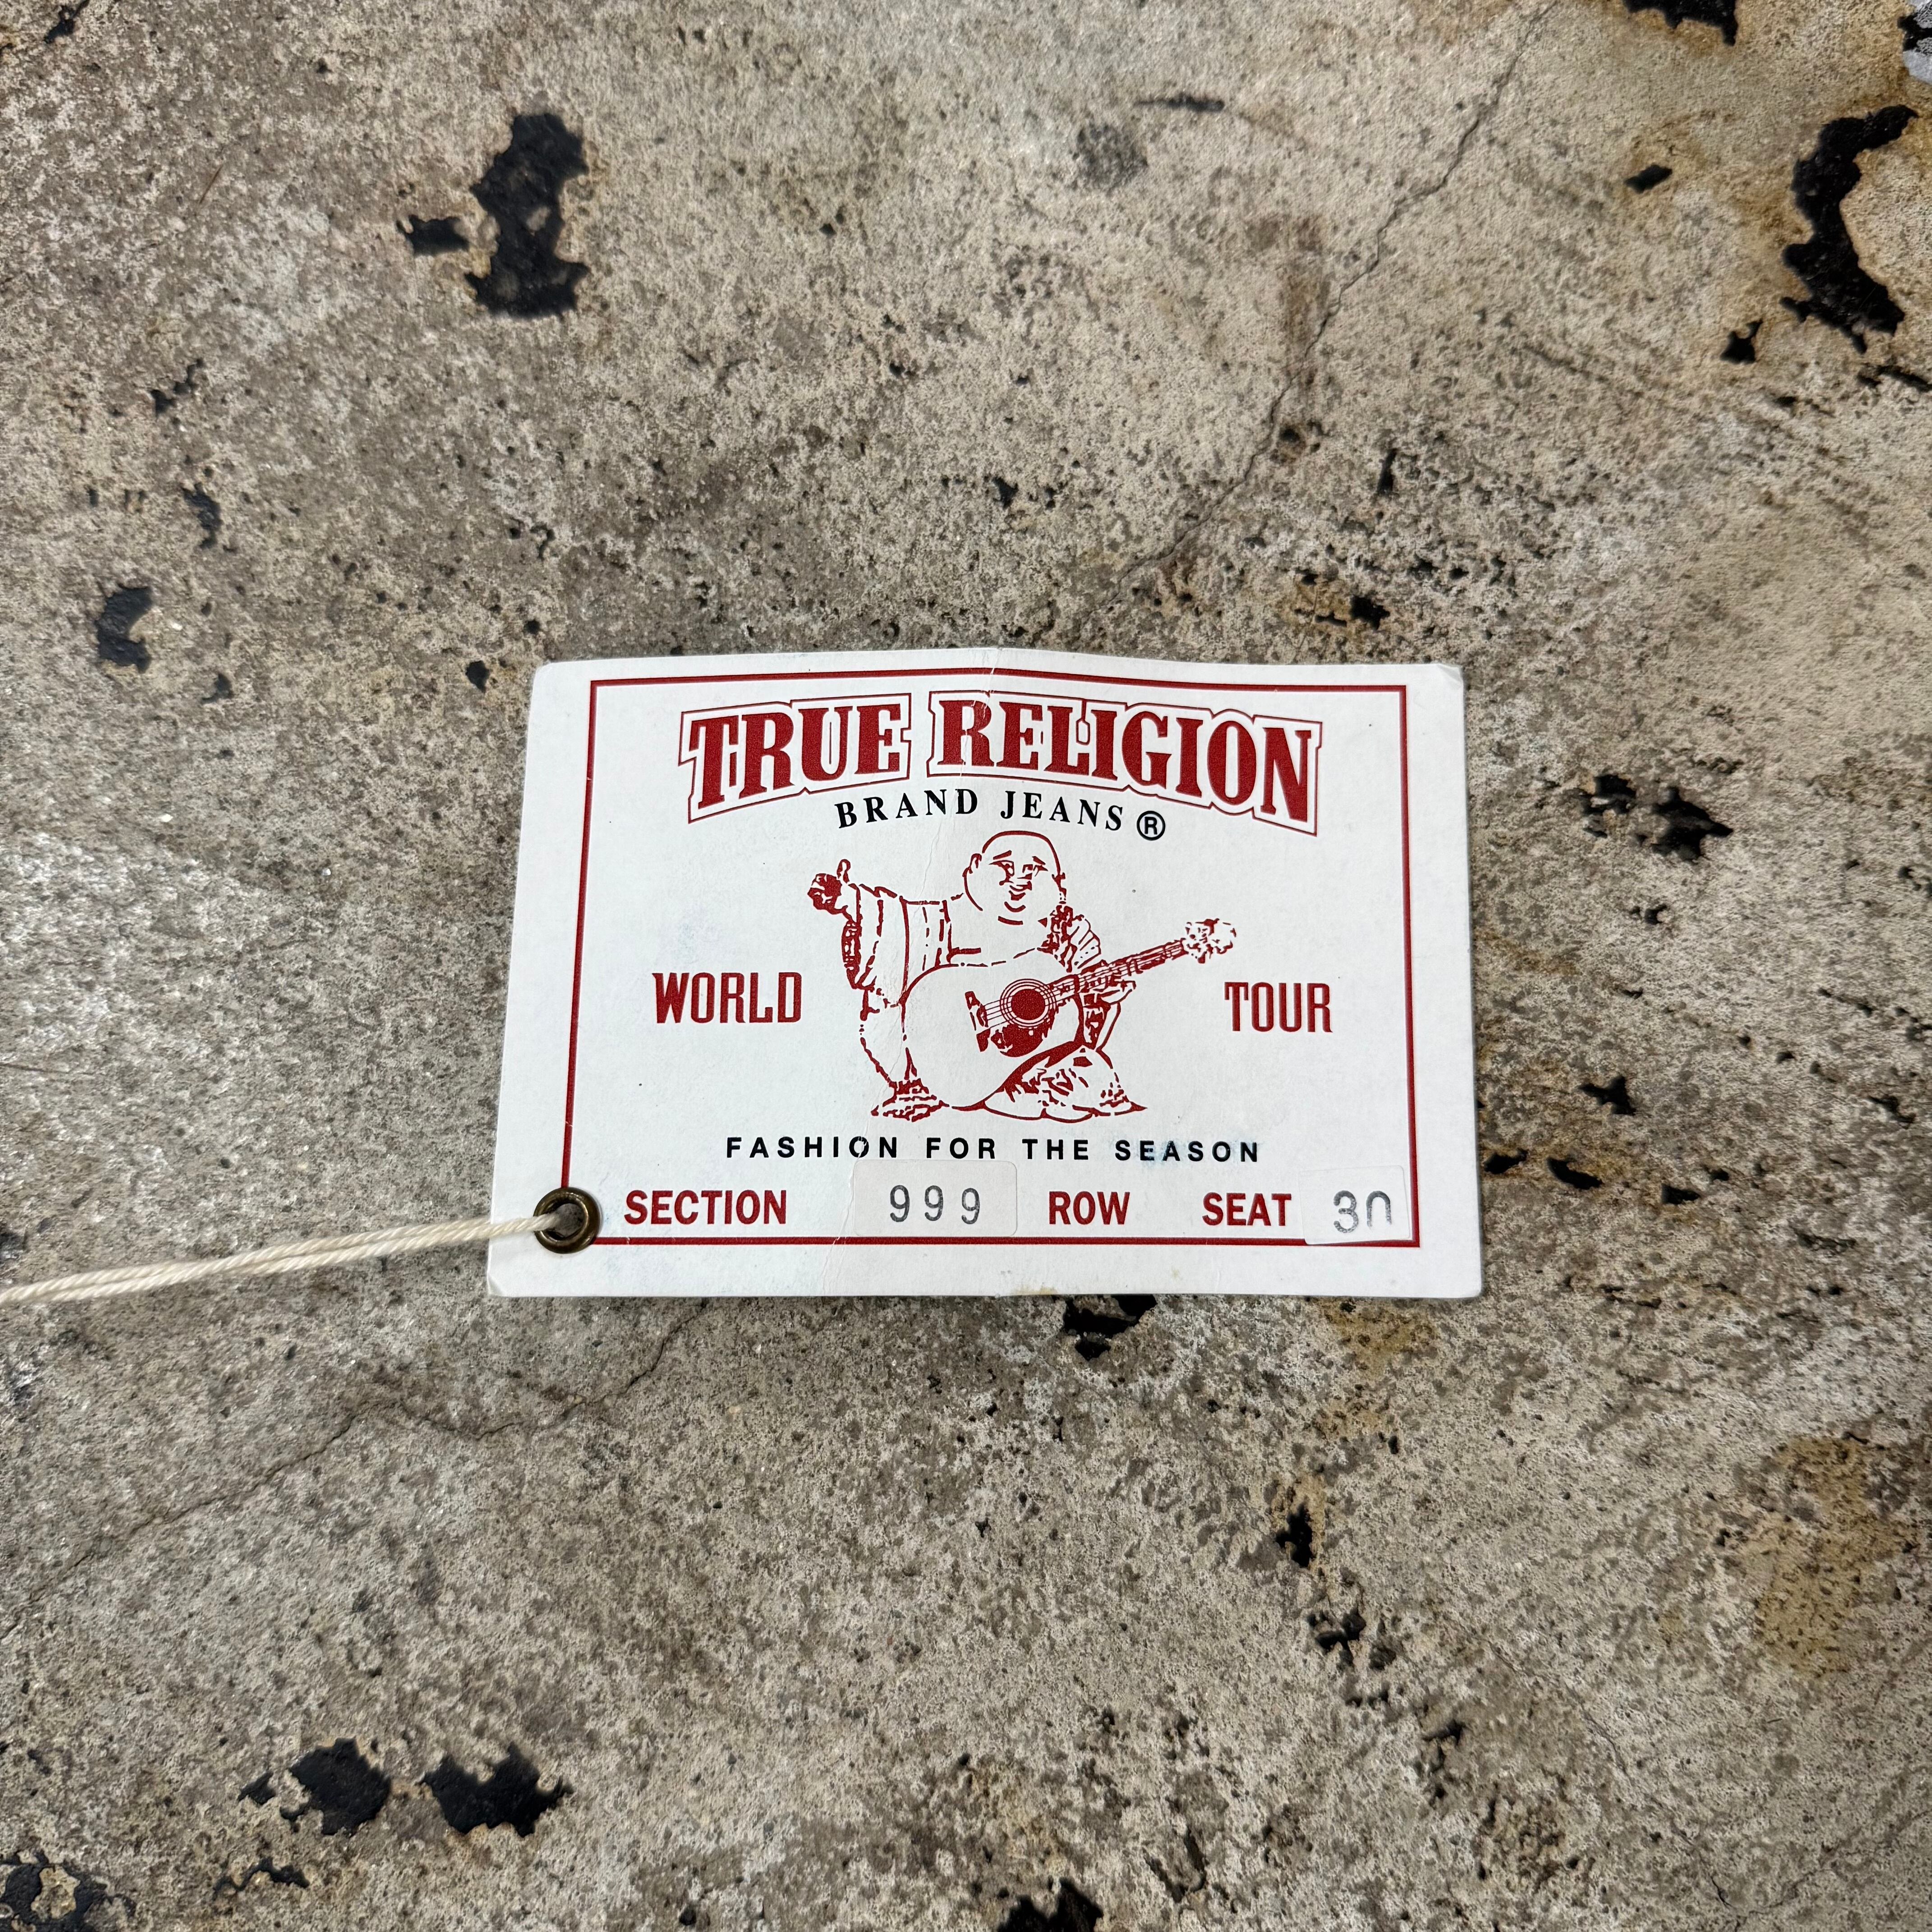 TRUE RELIGION
BRAND JEANS®
WORLD TOUR
FASHION FOR THE SEASON
SECTION 999 ROW SEAT 30